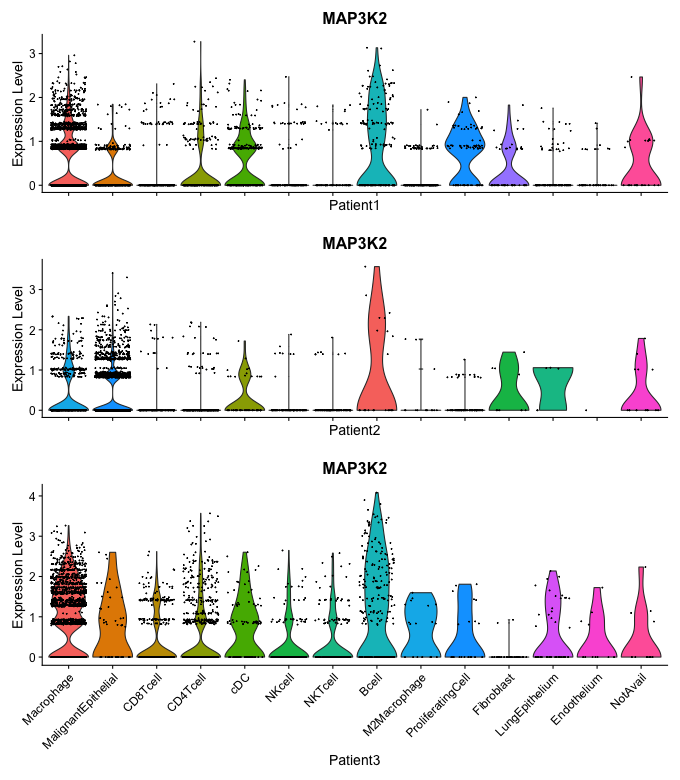 MAP3K2
Expression Level
3
2
1
0
Patient1
MAP3K2
Expression Level
3
2
1
0
Patient2
MAP3K2
Expression Level
4
3
2
1
0
Macrophage
MalignantEpithelial
CD8Tcell
CD4Tcell
cDC
NKcell
NKTcell
Bcell
M2Macrophage
ProliferatingCell
Fibroblast
LungEpithelium
Endothelium
NotAvail
Patient3